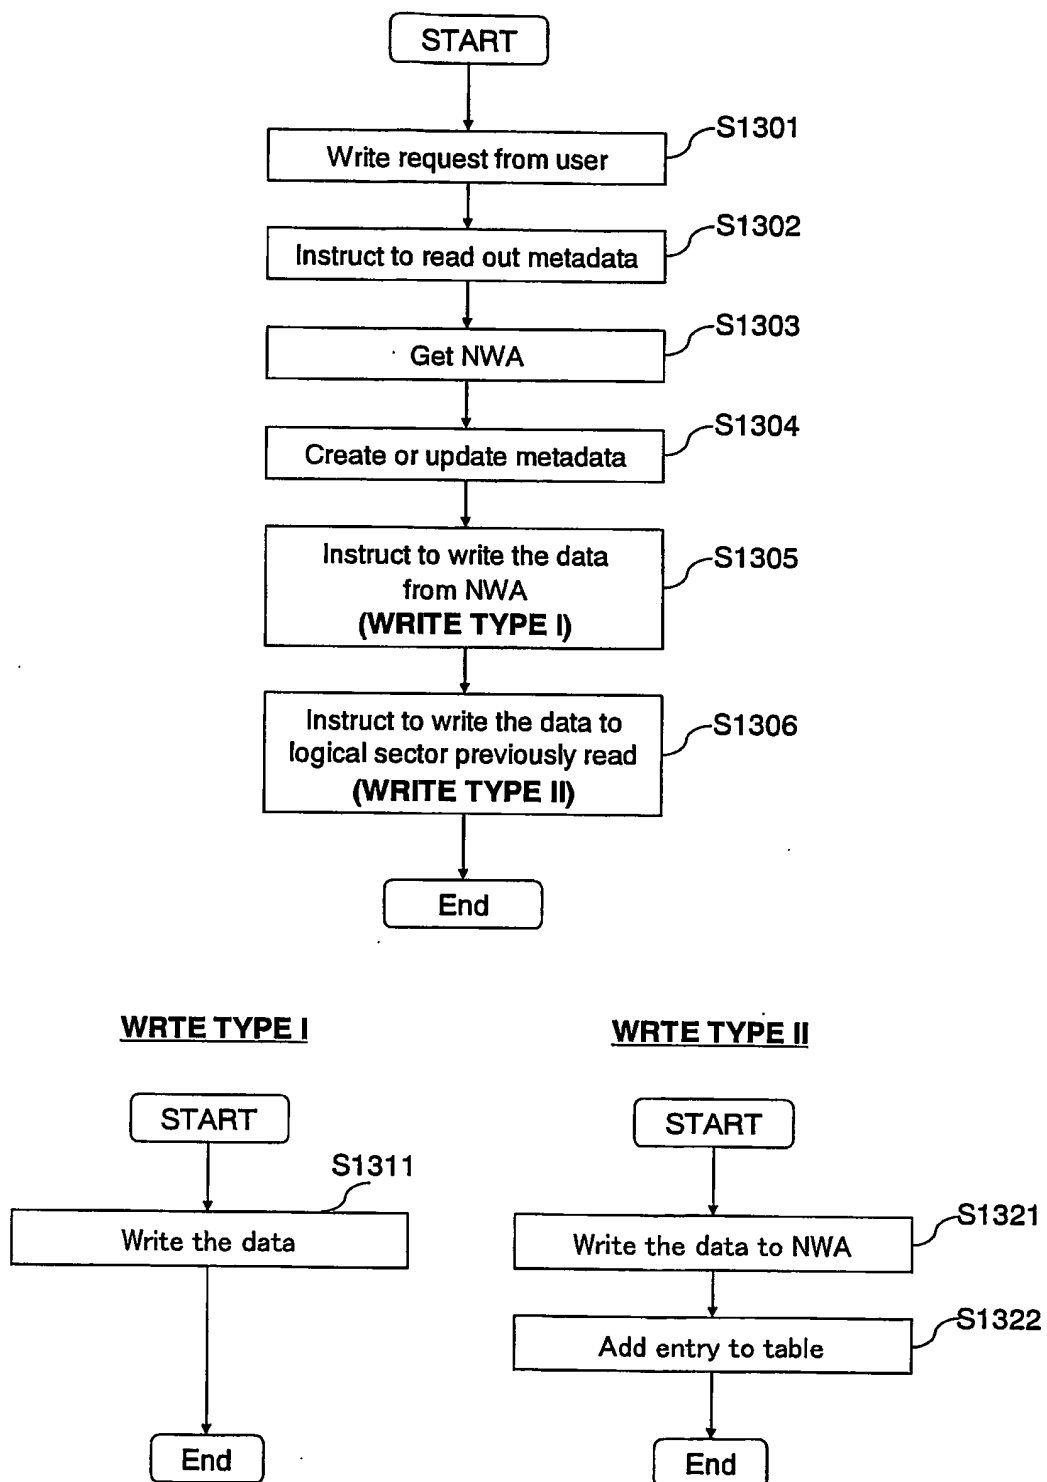 START
S1301
Write request from user
S1302
Instruct to read out metadata
S1303
Get NWA
S1304
Create or update metadata
Instruct to write the data
from NWA
(WRITE TYPE I)
S1305
Instruct to write the data to
logical sector previously read
(WRITE TYPE II)
S1306
End
WRTE TYPE I
START
S1311
Write the data
End
WRTE TYPE II
START
S1321
Write the data to NWA
S1322
Add entry to table
End